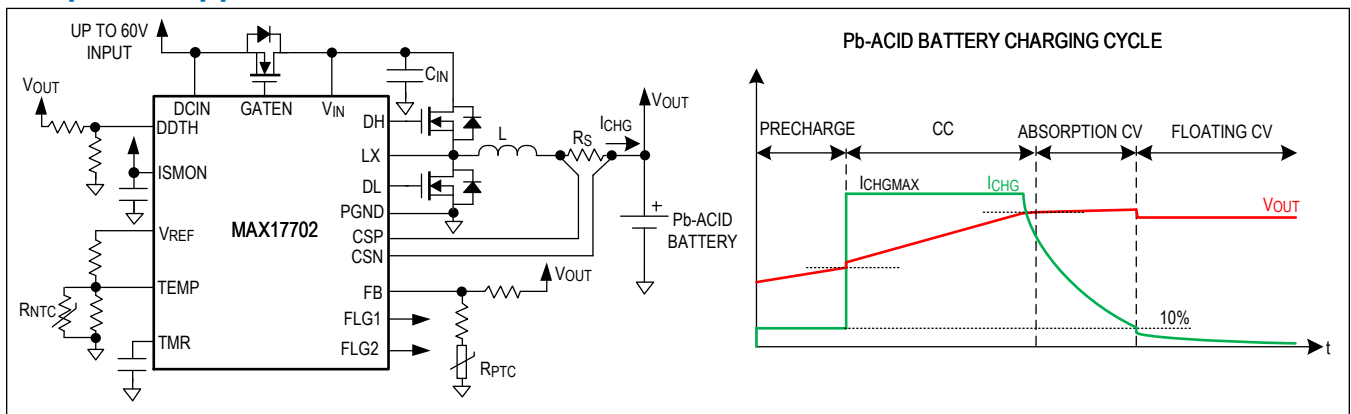 UP TO 60V
INPUT
VOUT
CIN
VOUT
DCIN
GATEN
VIN
DDTH
ISMON
VREF
TEMP
TMR
DH
LX
DL
PGND
CSP
CSN
FB
FLG1
FLG2
MAX17702
L
RS
ICHG
Pb-ACID
BATTERY
+
VOUT
RNTC
RPTC
Pb-ACID BATTERY CHARGING CYCLE
PRECHARGE
CC
ABSORPTION CV
FLOATING CV
ICHGMAX
ICHG
VOUT
10%
t